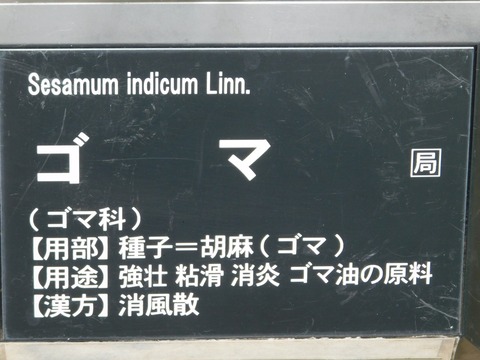 Sesamum indicum Linn.
ゴマ 局
(ゴマ科)
【用部】種子=胡麻(ゴマ)
【用途】強壮 粘滑 消炎 ゴマ油の原料
【漢方】消風散